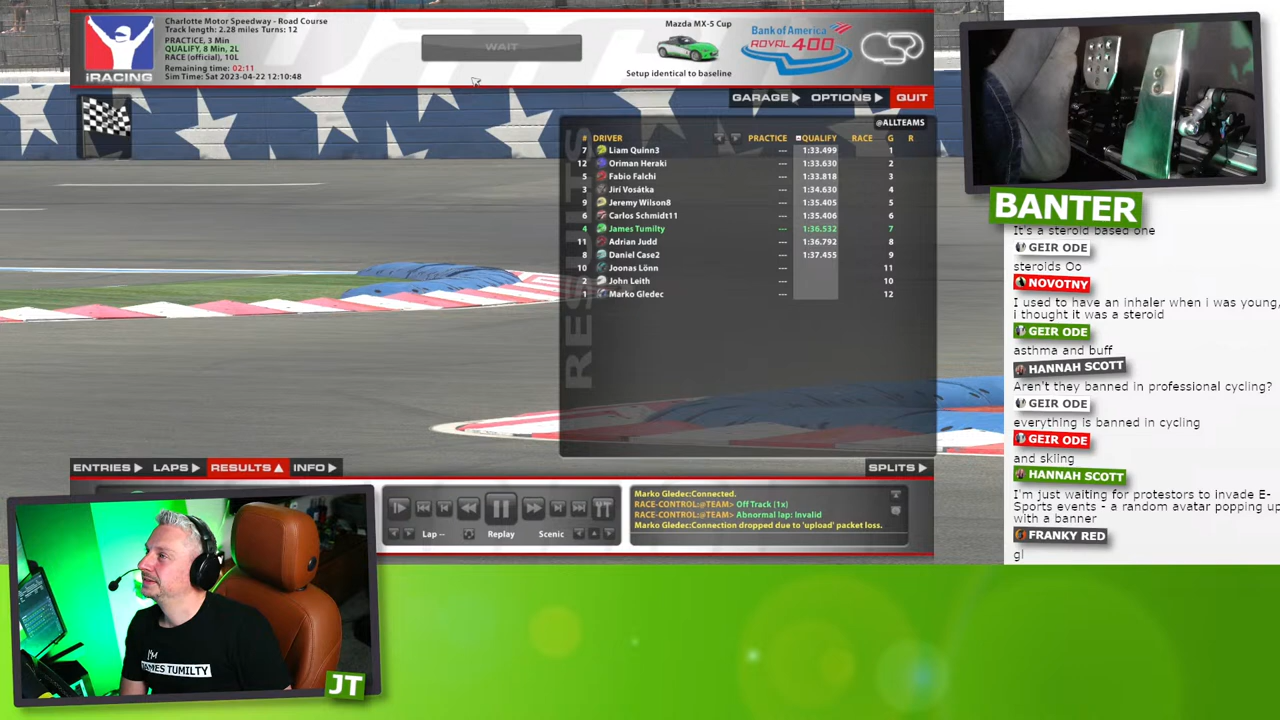 Charlotte Motor Speedway - Road Course
Track length: 2.28 miles Turns: 12
PRACTICE, 3 Min
QUALIFY, 8 Min, 2L
RACE (official), 10L
Remaining time: 02:11
Sim Time: Sat 2023-04-22 12:10:48
iRACING
WAIT
Mazda MX-5 Cup
Setup identical to baseline
Bank of America
ROVAL 400
GARAGE OPTIONS QUIT
@ALLTEAMS
RESULTS
# DRIVER PRACTICE QUALIFY RACE G R
7 Liam Quinn3 --- 1:33.499 1
12 Oriman Heraki --- 1:33.630 2
5 Fabio Falchi --- 1:33.818 3
3 Jiří Vosátka --- 1:34.630 4
9 Jeremy Wilson8 --- 1:35.405 5
6 Carlos Schmidt11 --- 1:35.406 6
4 James Tumilty --- 1:36.532 7
11 Adrian Judd --- 1:36.792 8
8 Daniel Case2 --- 1:37.455 9
10 Joonas Lönn --- 11
2 John Leith --- 10
1 Marko Gledec --- 12
ENTRIES LAPS RESULTS INFO
SPLITS
Lap -- Replay Scenic
Marko Gledec:Connected.
RACE-CONTROL:@TEAM> Off Track (1x)
RACE-CONTROL:@TEAM> Abnormal lap: Invalid
Marko Gledec:Connection dropped due to 'upload' packet loss.
BANTER
It's a steroid based one
GEIR ODE
steroids Oo
NOVOTNY
I used to have an inhaler when i was young,
i thought it was a steroid
GEIR ODE
asthma and buff
HANNAH SCOTT
Aren't they banned in professional cycling?
GEIR ODE
everything is banned in cycling
GEIR ODE
and skiing
HANNAH SCOTT
I'm just waiting for protestors to invade E-
Sports events - a random avatar popping up
with a banner
FRANKY RED
gl
I'M
JAMES TUMILTY
JT